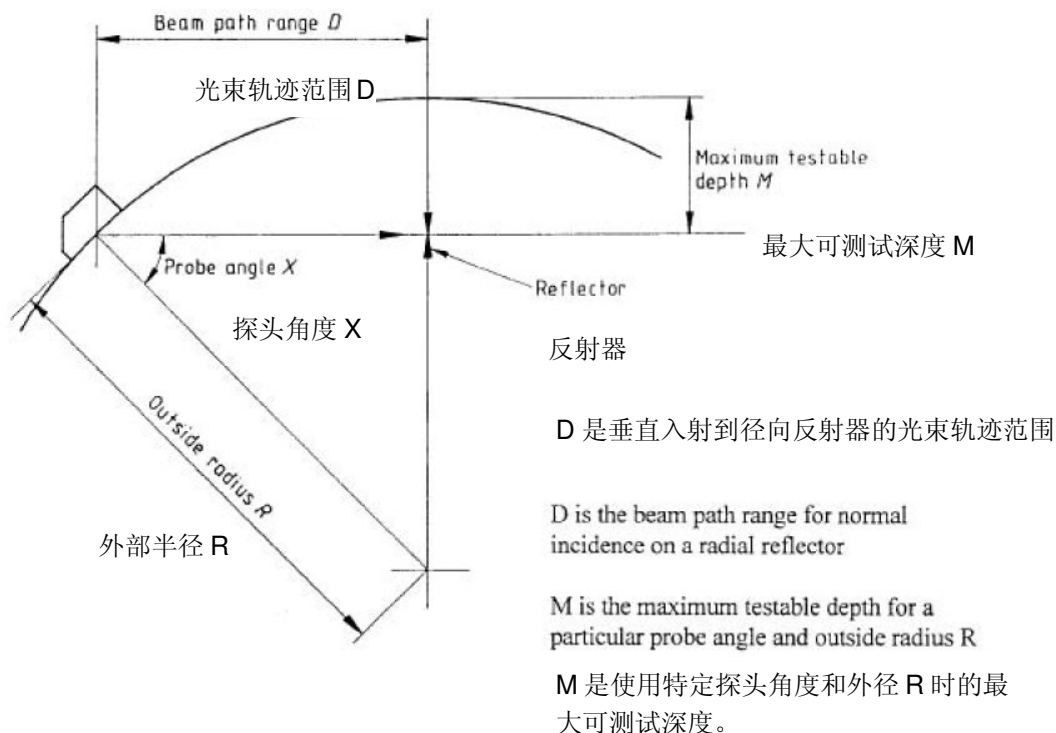 Beam path range D
光束轨迹范围 D
Maximum testable
depth M
最大可测试深度 M
Probe angle X
Reflector
探头角度 X
反射器
Outside radius R
D 是垂直入射到径向反射器的光束轨迹范围
外部半径 R
D is the beam path range for normal
incidence on a radial reflector
M is the maximum testable depth for a
particular probe angle and outside radius R
M 是使用特定探头角度和外径 R 时的最
大可测试深度。